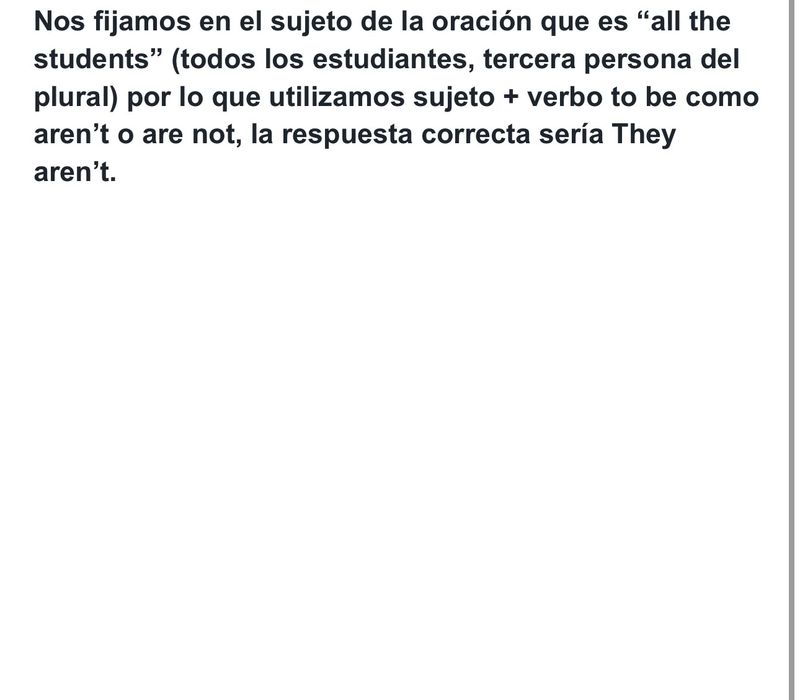 Nos fijamos en el sujeto de la oración que es “all the
students” (todos los estudiantes, tercera persona del
plural) por lo que utilizamos sujeto + verbo to be como
aren’t o are not, la respuesta correcta sería They
aren’t.